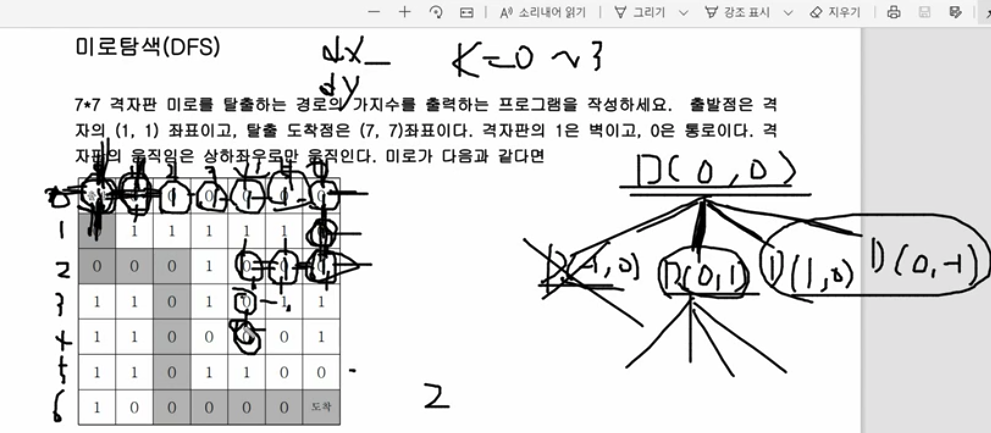 소리내어 읽기 그리기 강조 표시 지우기
미로탐색(DFS)
dx
dy
K=0~3
7*7 격자판 미로를 탈출하는 경로의 가지수를 출력하는 프로그램을 작성하세요. 출발점은 격
자의 (1, 1) 좌표이고, 탈출 도착점은 (7, 7)좌표이다. 격자판의 1은 벽이고, 0은 통로이다. 격
자판의 움직임은 상하좌우로만 움직인다. 미로가 다음과 같다면
D(0,0)
D(-1,0) D(0,1) D(1,0) D(0,-1)
0 0 0 0
1 1 1 1 1 1
2 0 0 0 1 0
3 1 1 0 1 0 1 1
4 1 1 0 0 0 0 1
5 1 1 0 1 1 0 0
6 1 0 0 0 0 0 도착
2